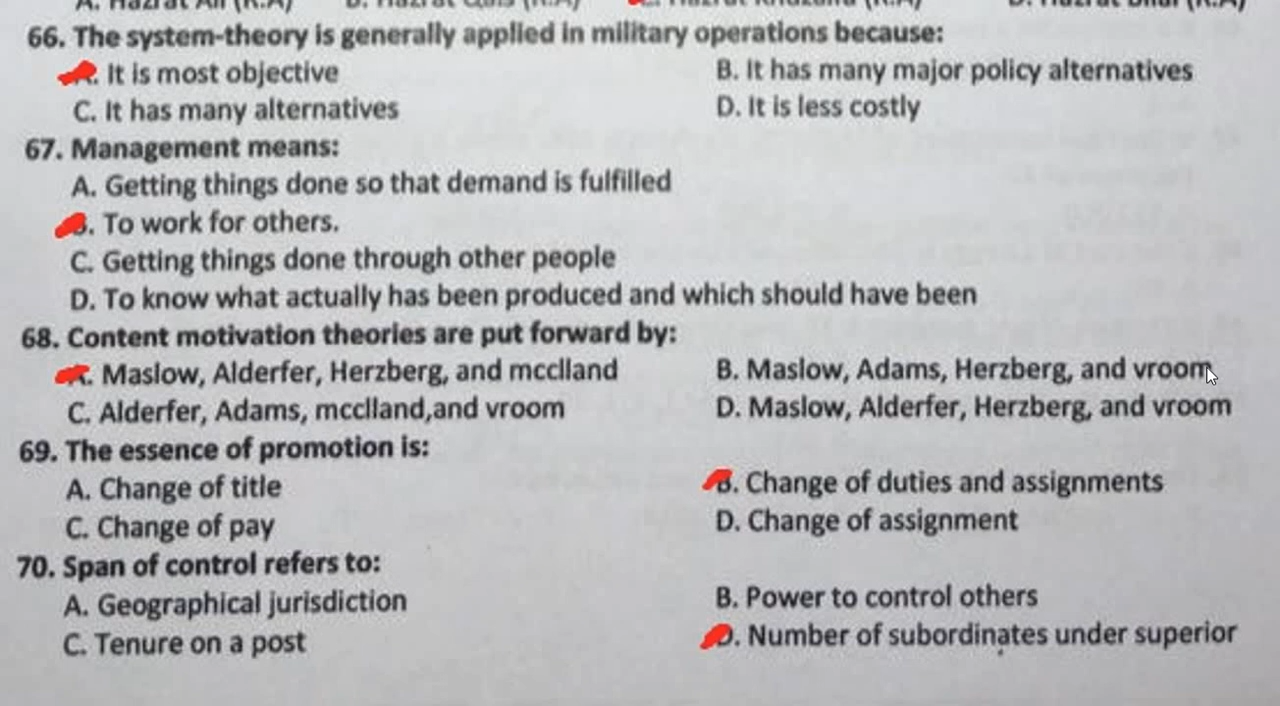 66. The system-theory is generally applied in military operations because:
It is most objective B. It has many major policy alternatives
C. It has many alternatives D. It is less costly
67. Management means:
A. Getting things done so that demand is fulfilled
. To work for others.
C. Getting things done through other people
D. To know what actually has been produced and which should have been
68. Content motivation theories are put forward by:
. Maslow, Alderfer, Herzberg, and mcclland B. Maslow, Adams, Herzberg, and vroom
C. Alderfer, Adams, mcclland,and vroom D. Maslow, Alderfer, Herzberg, and vroom
69. The essence of promotion is:
A. Change of title B. Change of duties and assignments
C. Change of pay D. Change of assignment
70. Span of control refers to:
A. Geographical jurisdiction B. Power to control others
C. Tenure on a post D. Number of subordinates under superior